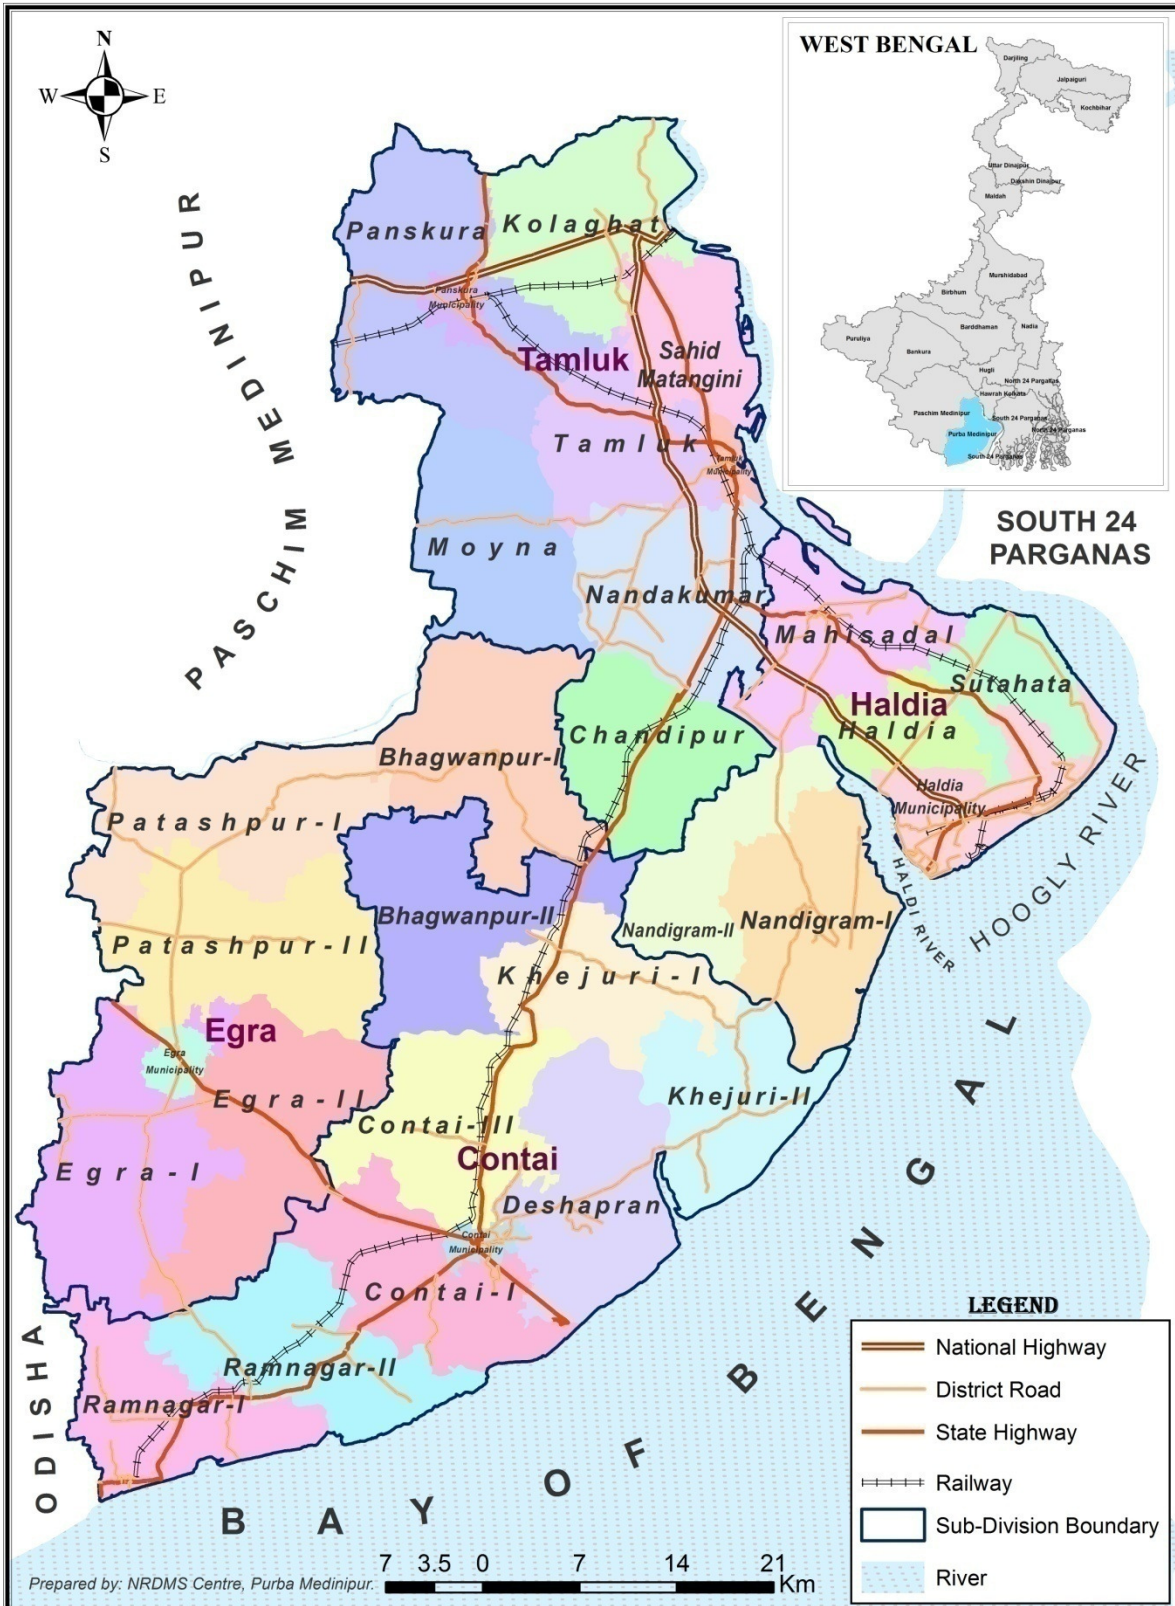 N
W
E
S
WEST BENGAL
Darjiling
Jalpaiguri
Kochbihar
Uttar Dinajpur
Dakshin Dinajpur
Maldah
Murshidabad
Birbhum
Barddhaman
Nadia
Puruliya
Bankura
Hugli
North 24 Parganas
Hawrah
Kolkata
Paschim Medinipur
South 24 Parganas
North 24 Parganas
Purba Medinipur
South 24 Parganas
PASCHIM MEDINIPUR
SOUTH 24
PARGANAS
Panskura
Kolaghat
Panskura
Municipality
Tamluk
Sahid
Matangini
Tamluk
Tamluk
Municipality
Moyna
Nandakumar
Mahisadal
Sutahata
Haldia
Haldia
Chandipur
Bhagwanpur-I
Haldia
Municipality
Patashpur-I
HALDI RIVER
HOOGLY RIVER
Bhagwanpur-II
Nandigram-II
Nandigram-I
Patashpur-II
Khejuri-I
Egra
Egra
Municipality
Egra-II
Khejuri-II
Contai-III
Contai
Egra-I
Deshapran
Contai
Municipality
Contai-I
Ramnagar-II
Ramnagar-I
ODISHA
BAY OF BENGAL
LEGEND
National Highway
District Road
State Highway
Railway
Sub-Division Boundary
River
7 3.5 0 7 14 21
Km
Prepared by: NRDMS Centre, Purba Medinipur.